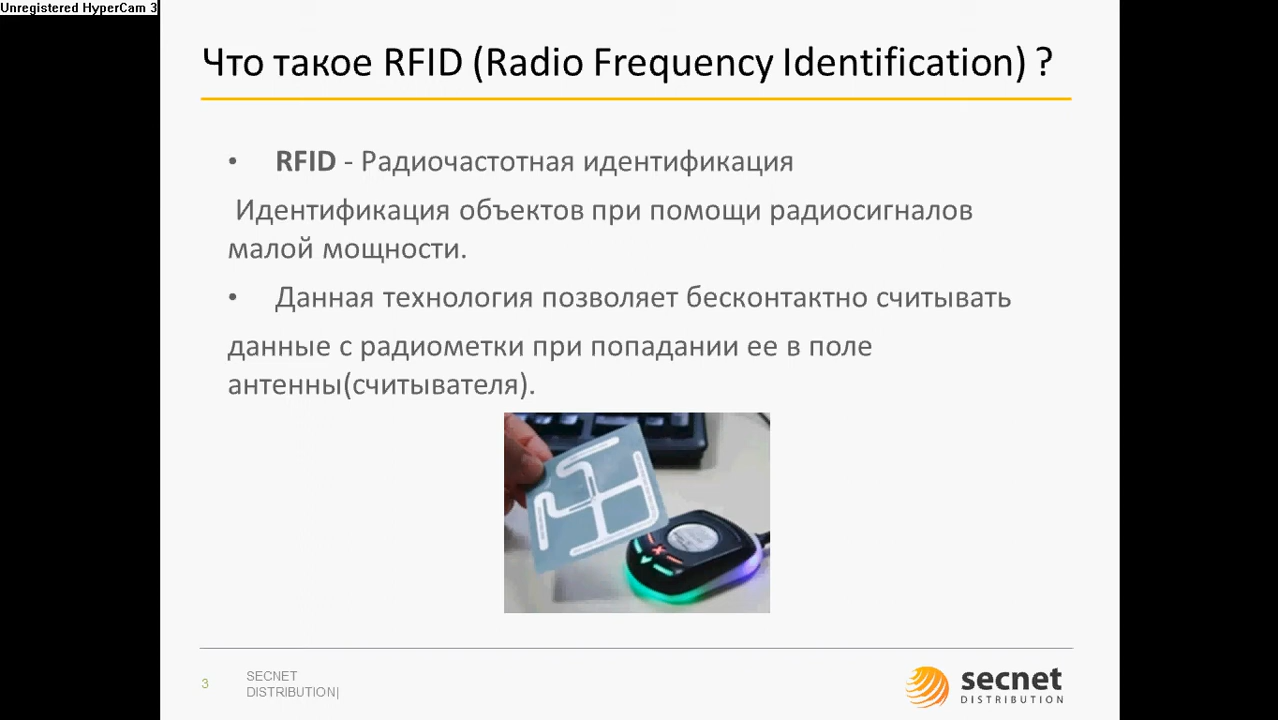 Unregistered HyperCam 3
Что такое RFID (Radio Frequency Identification) ?
• RFID - Радиочастотная идентификация
Идентификация объектов при помощи радиосигналов
малой мощности.
• Данная технология позволяет бесконтактно считывать
данные с радиометки при попадании ее в поле
антенны(считывателя).
3
SECNET
DISTRIBUTION|
secnet
DISTRIBUTION